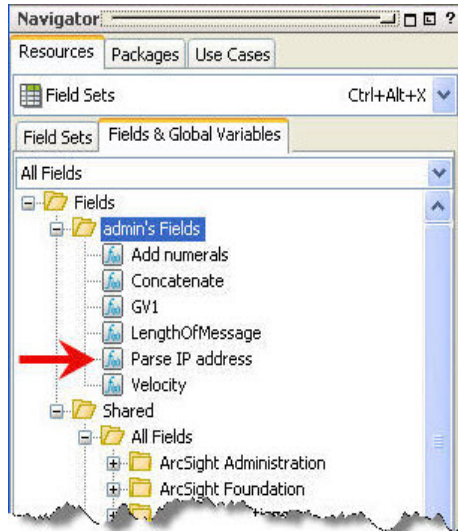 Navigator
?
Resources Packages Use Cases
Field Sets Ctrl+Alt+X
Field Sets Fields & Global Variables
All Fields
Fields
admin's Fields
Add numerals
Concatenate
GV1
LengthOfMessage
Parse IP address
Velocity
Shared
All Fields
ArcSight Administration
ArcSight Foundation